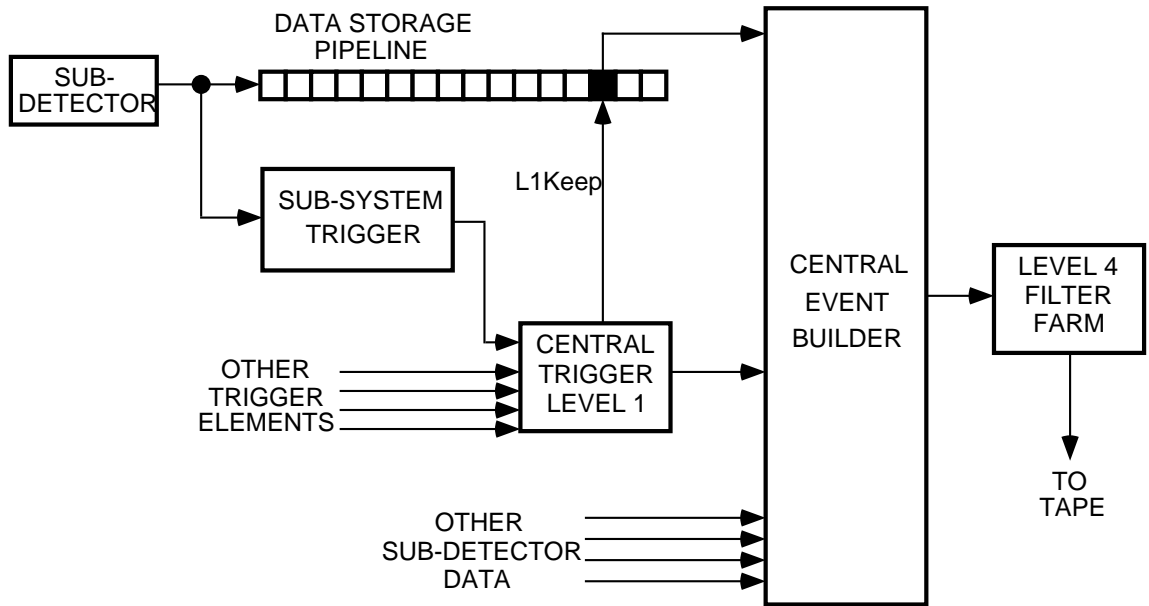 DATA STORAGE
PIPELINE
SUB-
DETECTOR
L1Keep
SUB-SYSTEM
TRIGGER
CENTRAL
EVENT
BUILDER
LEVEL 4
FILTER
FARM
CENTRAL
TRIGGER
LEVEL 1
OTHER
TRIGGER
ELEMENTS
TO
TAPE
OTHER
SUB-DETECTOR
DATA